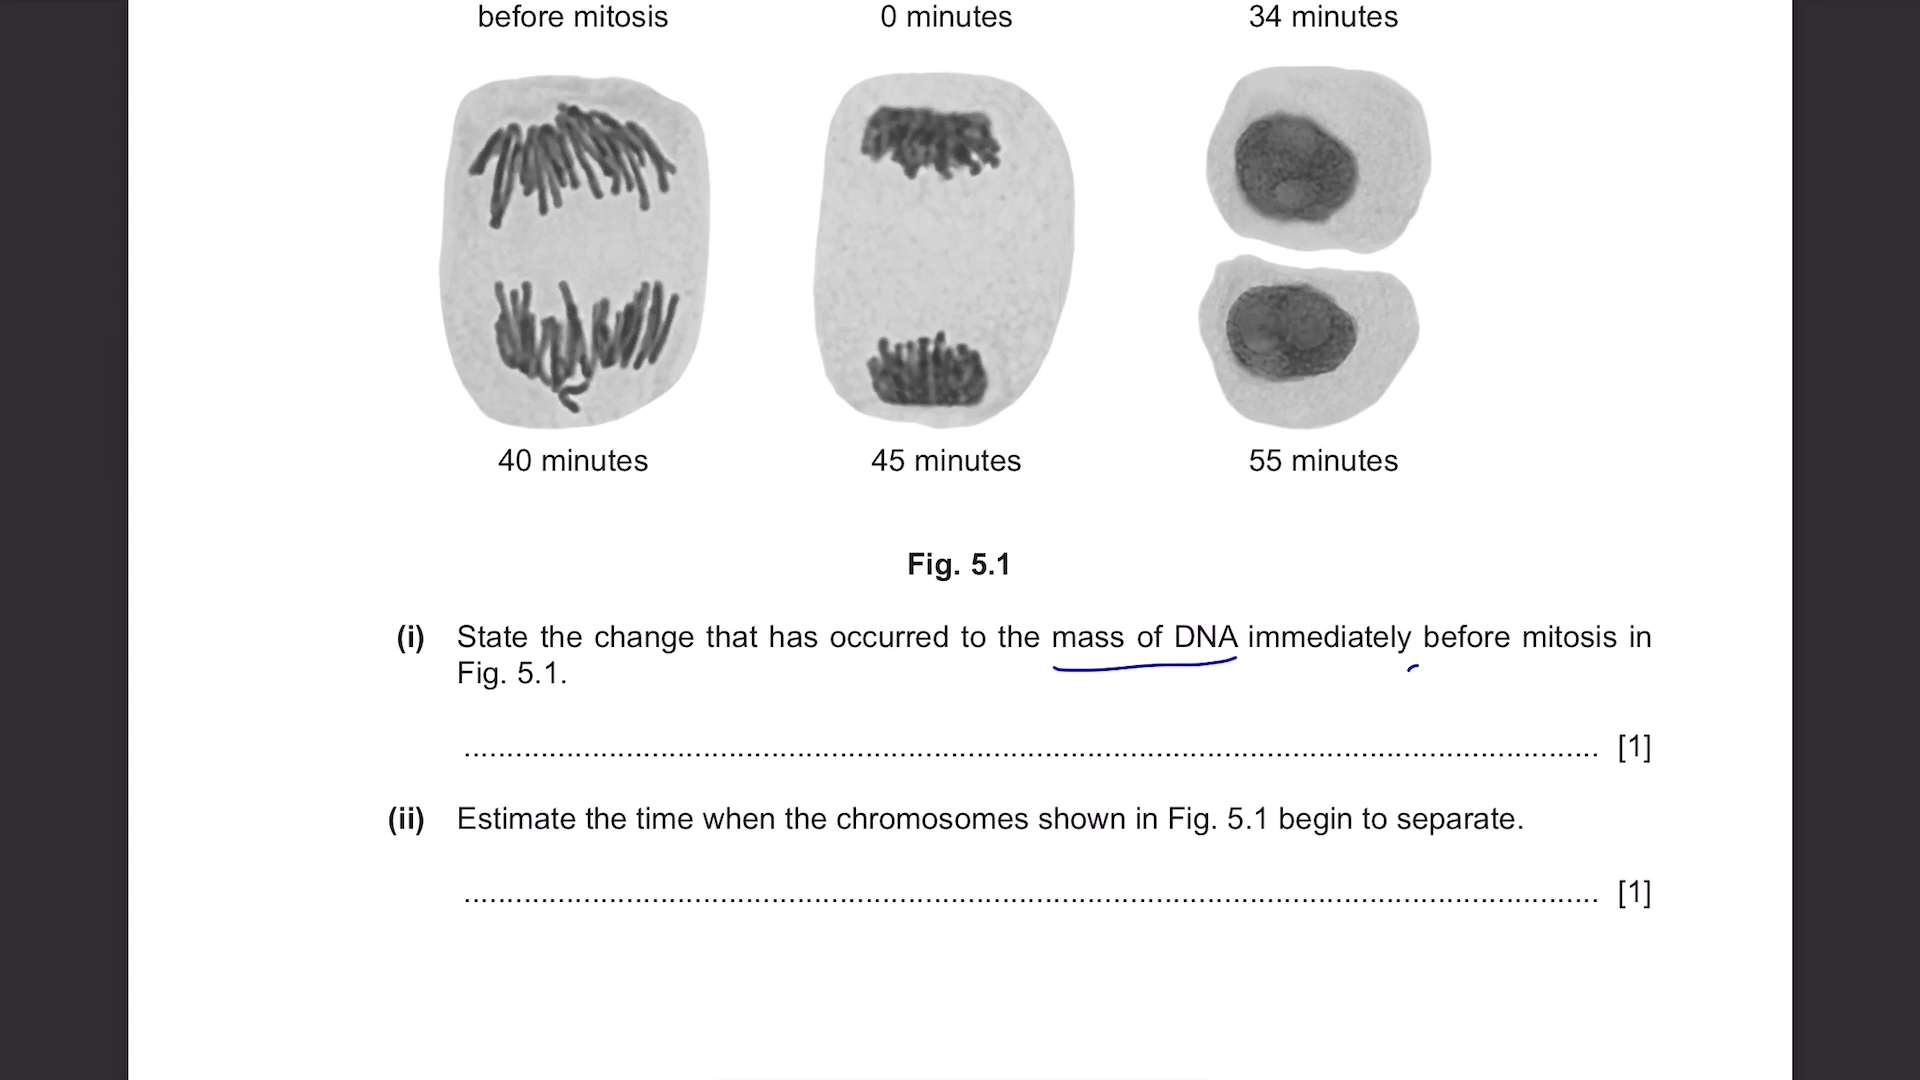 before mitosis 0 minutes 34 minutes
40 minutes 45 minutes 55 minutes
Fig. 5.1
(i) State the change that has occurred to the mass of DNA immediately before mitosis in
Fig. 5.1.
.......................................................................................................................................... [1]
(ii) Estimate the time when the chromosomes shown in Fig. 5.1 begin to separate.
.......................................................................................................................................... [1]